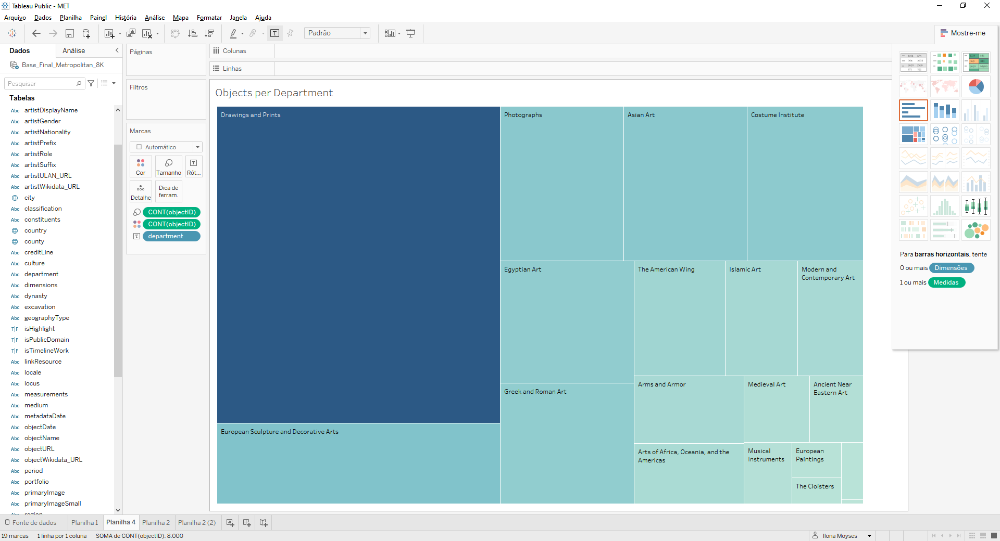 Tableau Public - MET
Arquivo Dados Planilha Painel História Análise Mapa Formatar Janela Ajuda
Padrão
Mostre-me
Dados Análise
Base_Final_Metropolitan_8K
Pesquisar
Tabelas
Abc artistDisplayName
Abc artistGender
Abc artistNationality
Abc artistPrefix
Abc artistRole
Abc artistSuffix
Abc artistULAN_URL
Abc artistWikidata_URL
city
Abc classification
Abc constituents
country
county
Abc creditLine
Abc culture
Abc department
Abc dimensions
Abc dynasty
Abc excavation
Abc geographyType
T|F isHighlight
T|F isPublicDomain
T|F isTimelineWork
Abc linkResource
Abc locale
Abc locus
Abc measurements
Abc medium
Abc metadataDate
Abc objectDate
Abc objectName
Abc objectURL
Abc objectWikidata_URL
Abc period
Abc portfolio
Abc primaryImage
Abc primaryImageSmall
Páginas
Filtros
Marcas
Automático
Cor Tamanho Rót...
Detalhe
Dica de
ferram.
CONT(objectID)
CONT(objectID)
department
Colunas
Linhas
Objects per Department
Drawings and Prints
Photographs
Asian Art
Costume Institute
Egyptian Art
The American Wing
Islamic Art
Modern and
Contemporary Art
Greek and Roman Art
Arms and Armor
Medieval Art
Ancient Near
Eastern Art
European Sculpture and Decorative Arts
Arts of Africa, Oceania, and the
Americas
Musical
Instruments
European
Paintings
The Cloisters
Para barras horizontais, tente
0 ou mais Dimensões
1 ou mais Medidas
Fonte de dados Planilha 1 Planilha 4 Planilha 2 Planilha 2 (2)
19 marcas 1 linha por 1 coluna SOMA de CONT(objectID): 8.000
Ilona Moyses